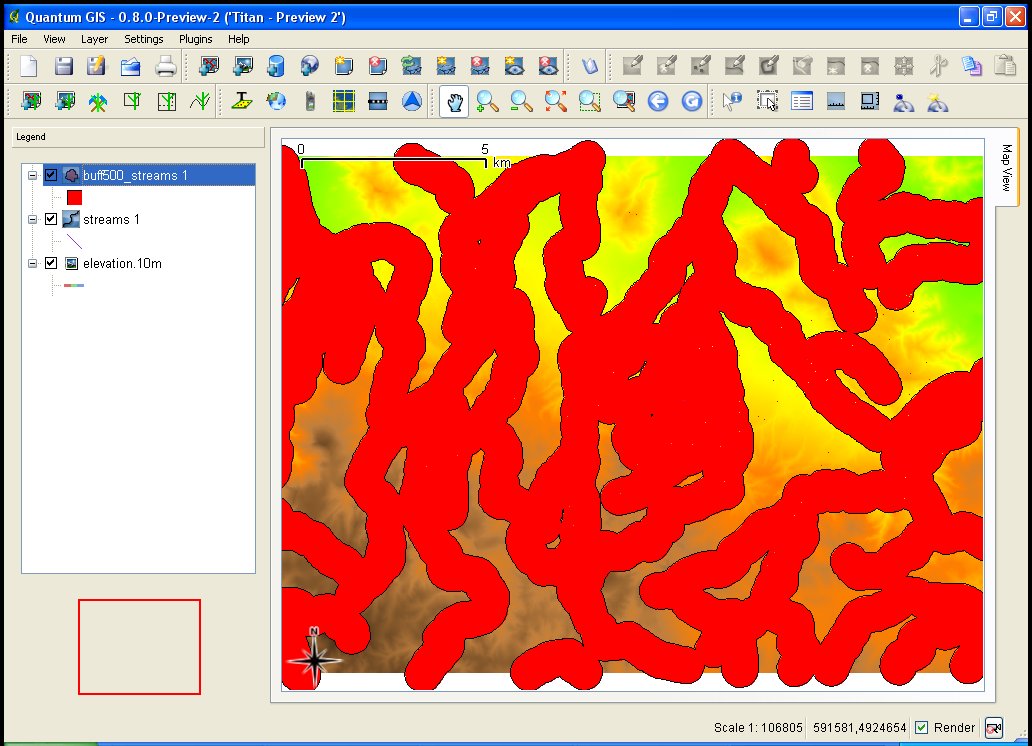 Quantum GIS - 0.8.0-Preview-2 ('Titan - Preview 2')
File View Layer Settings Plugins Help
Legend
buff500_streams 1
streams 1
elevation.10m
0 5
km
Map View
N
Scale 1: 106805 591581,4924654 Render